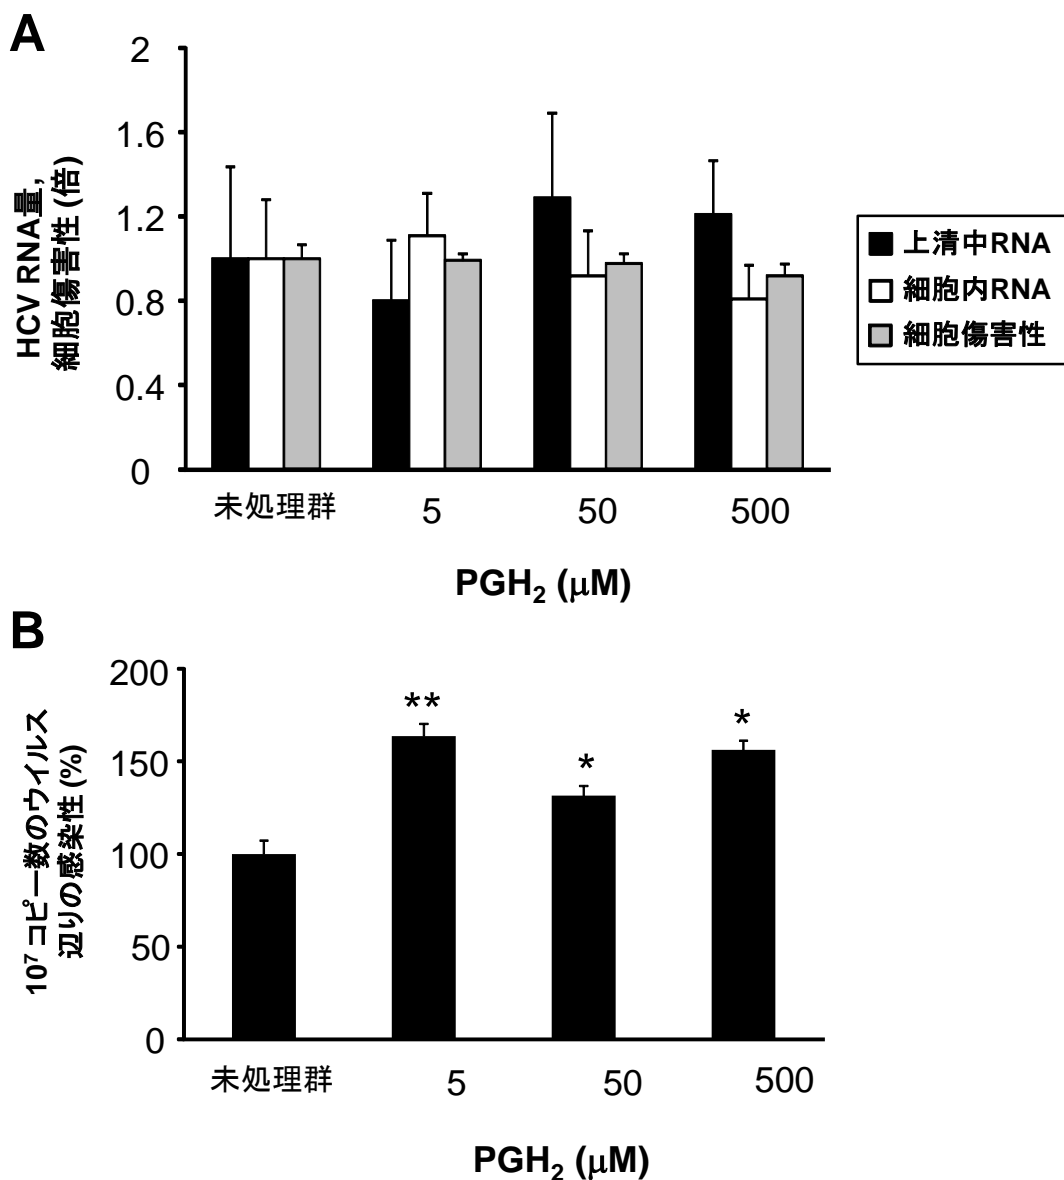 A
2
1.6
1.2
0.8
0.4
0
HCV RNA量,
細胞傷害性 (倍)
上清中RNA
細胞内RNA
細胞傷害性
未処理群 5 50 500
PGH₂ (μM)
B
200
150
100
50
0
10⁷ コピー数のウイルス
辺りの感染性 (%)
** * *
未処理群 5 50 500
PGH₂ (μM)